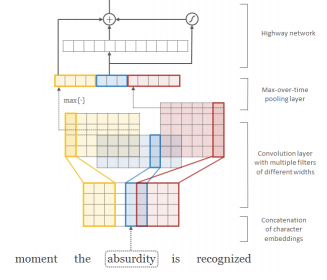 Highway network
Max-over-time
pooling layer
max{·}
Convolution layer
with multiple filters
of different widths
Concatenation
of character
embeddings
moment the absurdity is recognized